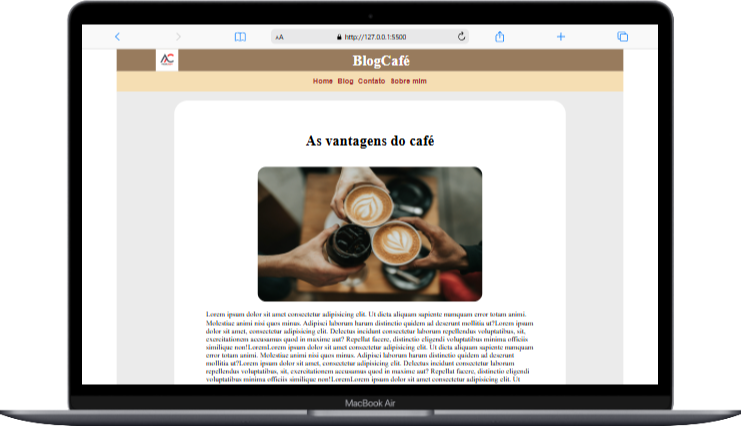 AA http://127.0.0.1:5500
AC BlogCafé
Home Blog Contato Sobre mim
As vantagens do café
Lorem ipsum dolor sit amet consectetur adipisicing elit. Ut dicta aliquam sapiente numquam error totam animi.
Molestiae animi nisi quos minus. Adipisci laborum harum distinctio quidem ad deserunt mollitia ut?Lorem ipsum
dolor sit amet, consectetur adipisicing elit. Delectus incidunt consectetur laborum repellendus voluptatibus, sit,
exercitationem accusamus quod in maxime aut? Repellat facere, distinctio eligendi voluptatibus minima officiis
similique non!LoremLorem ipsum dolor sit amet consectetur adipisicing elit. Ut dicta aliquam sapiente numquam
error totam animi. Molestiae animi nisi quos minus. Adipisci laborum harum distinctio quidem ad deserunt
mollitia ut?Lorem ipsum dolor sit amet, consectetur adipisicing elit. Delectus incidunt consectetur laborum
repellendus voluptatibus, sit, exercitationem accusamus quod in maxime aut? Repellat facere, distinctio eligendi
voluptatibus minima officiis similique non!LoremLorem ipsum dolor sit amet consectetur adipisicing elit. Ut
MacBook Air